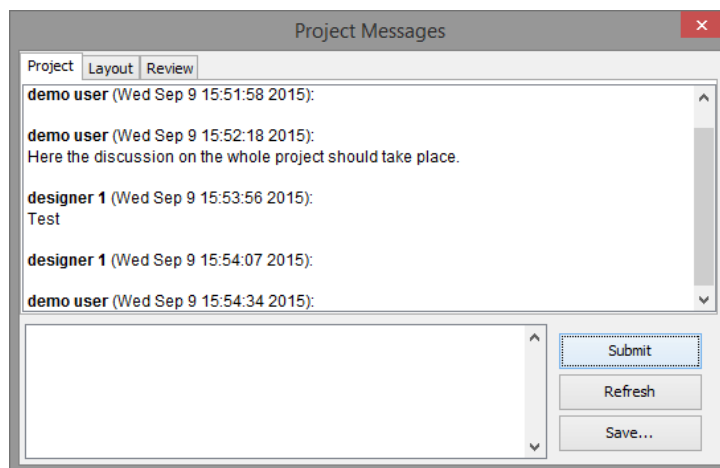 Project Messages
Project Layout Review
demo user (Wed Sep 9 15:51:58 2015):
demo user (Wed Sep 9 15:52:18 2015):
Here the discussion on the whole project should take place.
designer 1 (Wed Sep 9 15:53:56 2015):
Test
designer 1 (Wed Sep 9 15:54:07 2015):
demo user (Wed Sep 9 15:54:34 2015):
Submit
Refresh
Save...